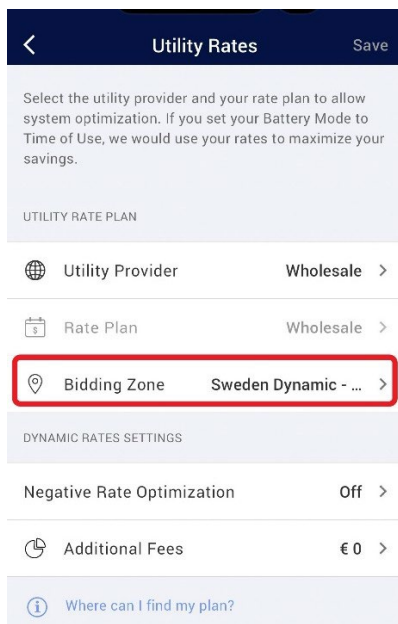 Utility Rates Save
Select the utility provider and your rate plan to allow
system optimization. If you set your Battery Mode to
Time of Use, we would use your rates to maximize your
savings.
UTILITY RATE PLAN
Utility Provider Wholesale
Rate Plan Wholesale
Bidding Zone Sweden Dynamic - ...
DYNAMIC RATES SETTINGS
Negative Rate Optimization Off
Additional Fees € 0
Where can I find my plan?